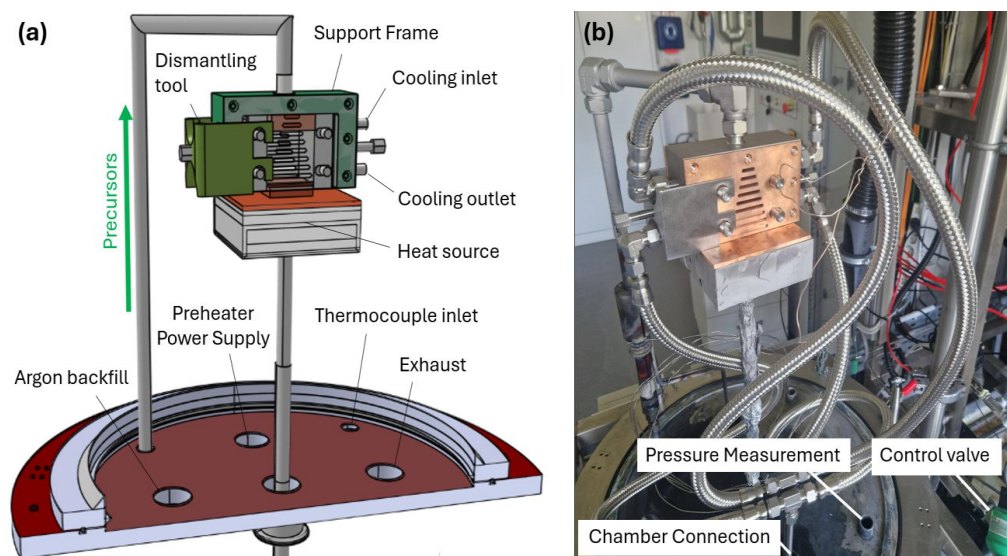 (a)
Support Frame
Dismantling
tool
Cooling inlet
Precursors
Cooling outlet
Heat source
Preheater
Power Supply
Thermocouple inlet
Argon backfill
Exhaust
(b)
Pressure Measurement
Control valve
Chamber Connection